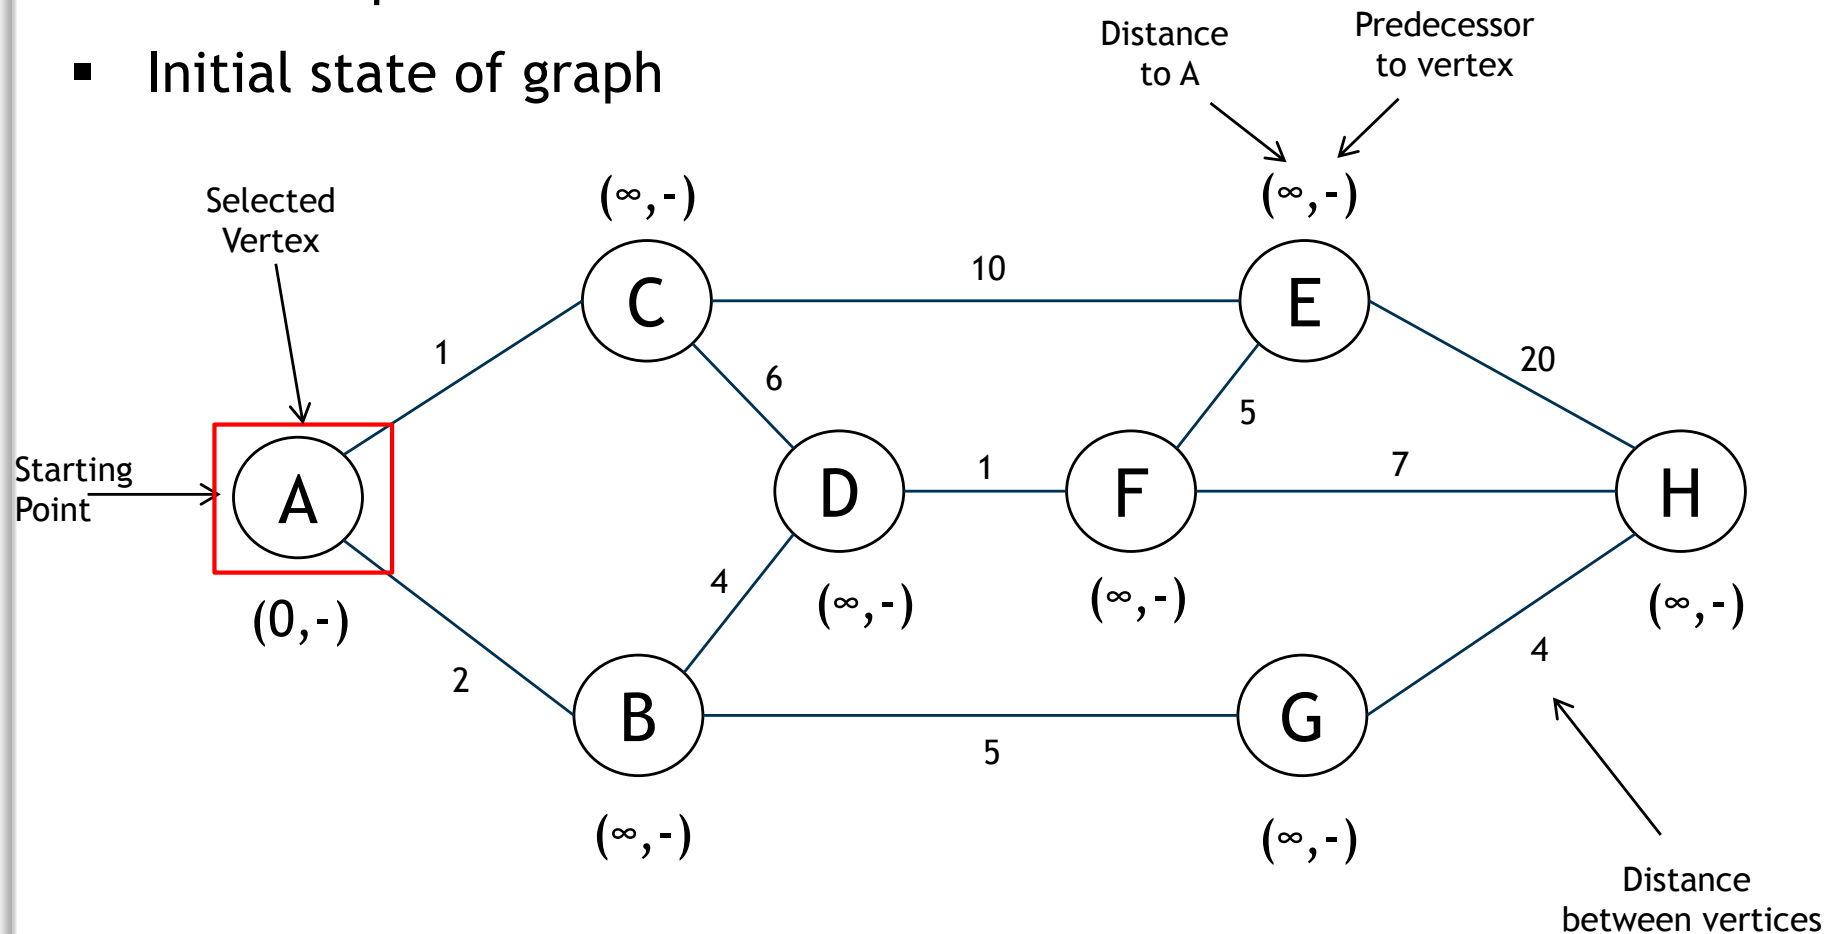 ▪ Initial state of graph
Distance
to A
Predecessor
to vertex
Selected
Vertex
(∞,-)
(∞,-)
C
10
E
1
6
20
5
Starting
Point
A
D
1
F
7
H
(0,-)
4
(∞,-)
(∞,-)
(∞,-)
2
4
B
5
G
(∞,-)
(∞,-)
Distance
between vertices